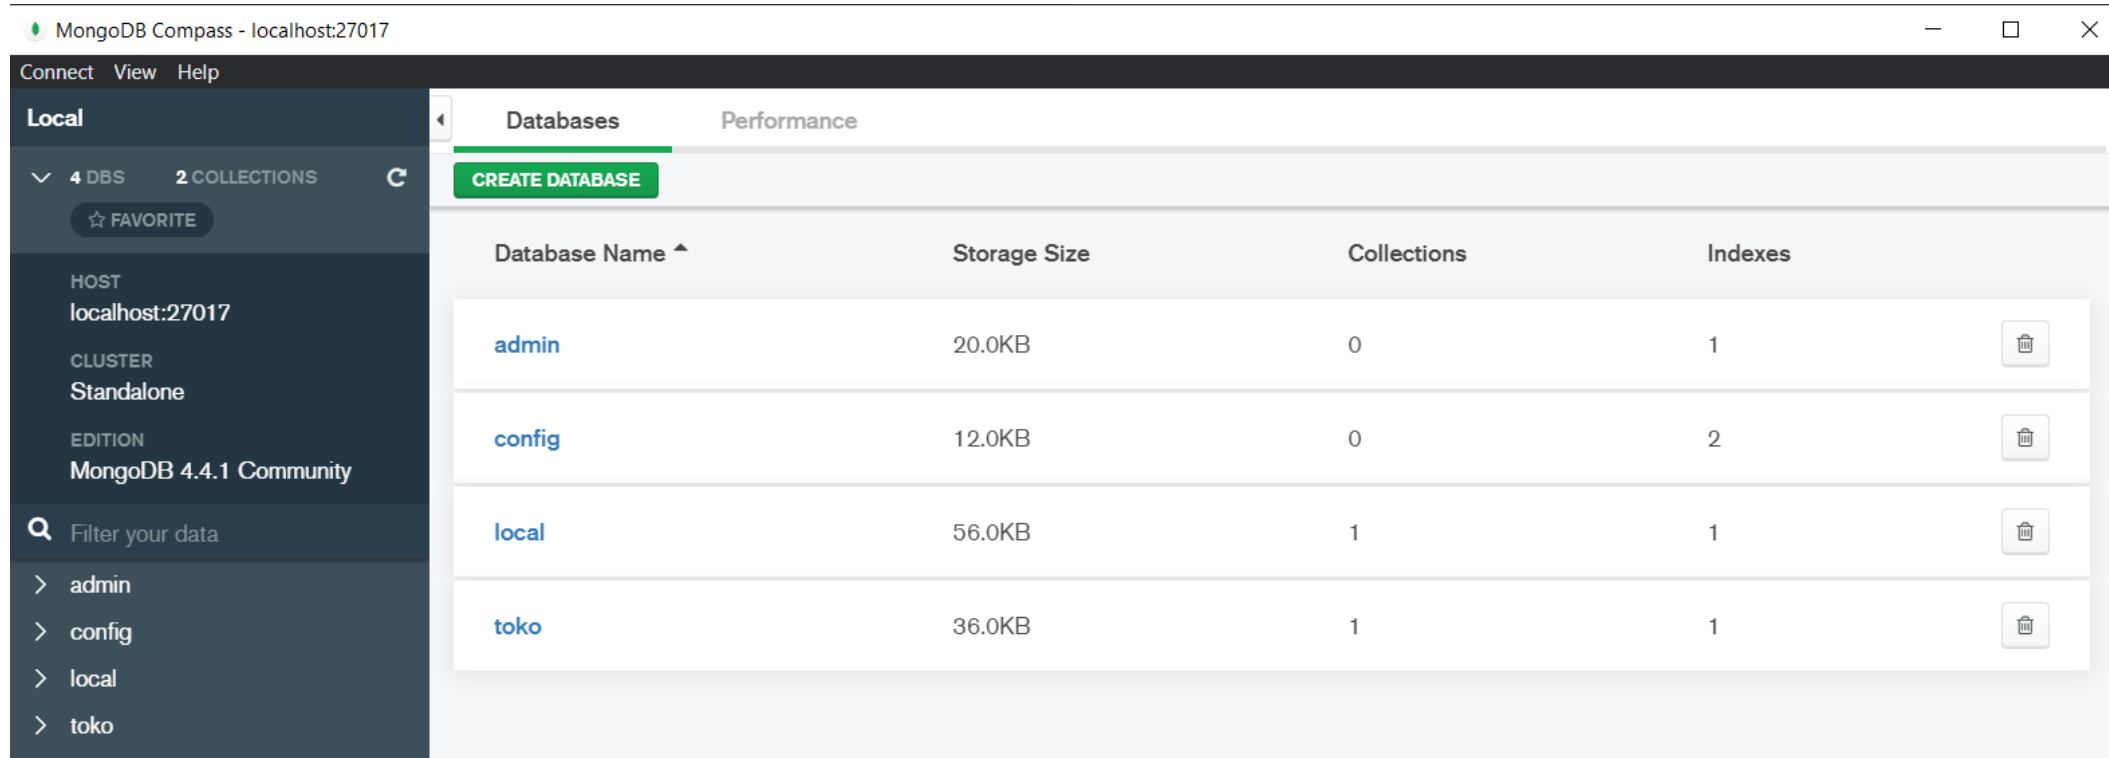 MongoDB Compass - localhost:27017
Connect View Help
Local
4 DBS 2 COLLECTIONS
FAVORITE
HOST
localhost:27017
CLUSTER
Standalone
EDITION
MongoDB 4.4.1 Community
Filter your data
admin
config
local
toko
Databases Performance
CREATE DATABASE
Database Name Storage Size Collections Indexes
admin 20.0KB 0 1
config 12.0KB 0 2
local 56.0KB 1 1
toko 36.0KB 1 1